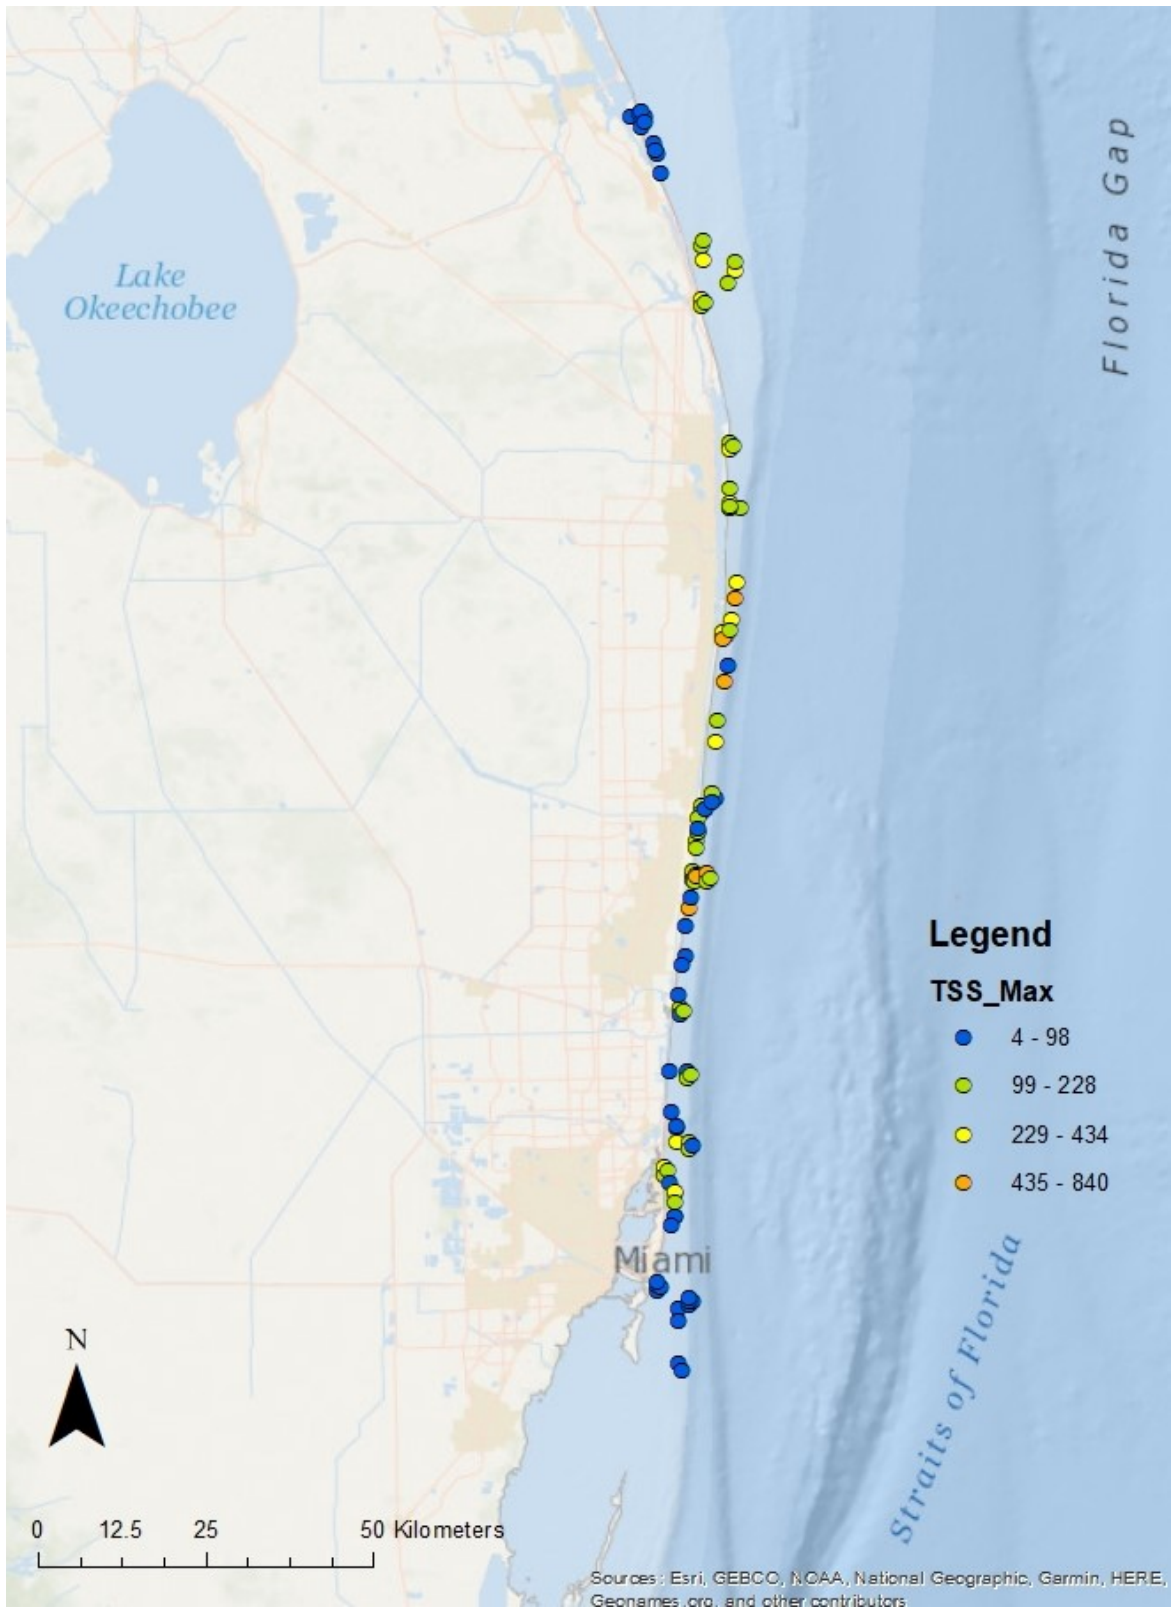 Florida Gap
Lake
Okeechobee
Legend
TSS_Max
4 - 98
99 - 228
229 - 434
435 - 840
Miami
Straits of Florida
N
0 12.5 25 50 Kilometers
Sources: Esri, GEBCO, NOAA, National Geographic, Garmin, HERE,
Geonames.org, and other contributors